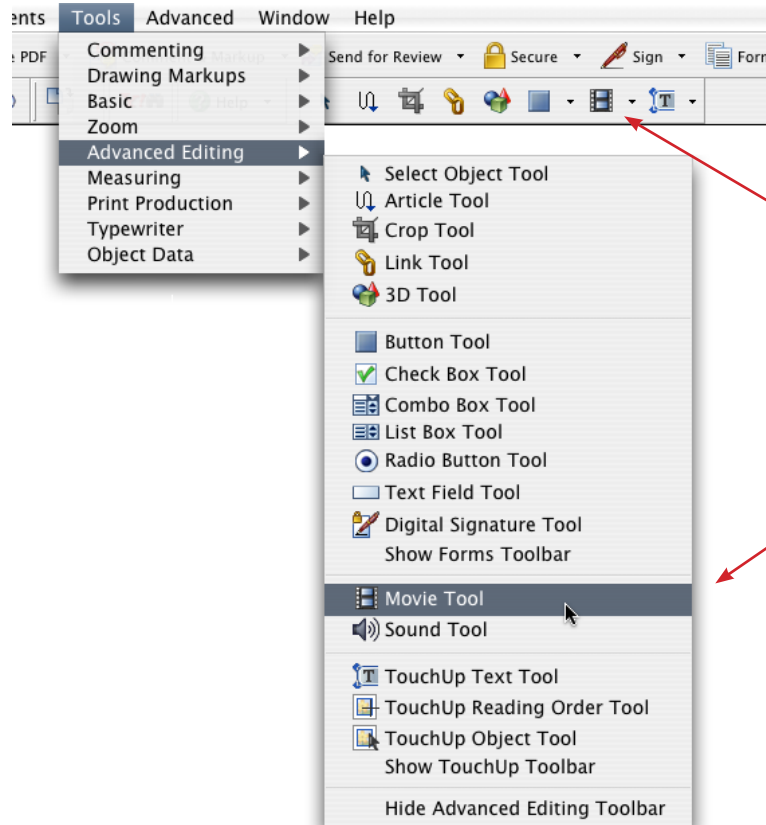 ents Tools Advanced Window Help
PDF Send for Review Secure Sign Form
Help
Commenting
Drawing Markups
Basic
Zoom
Advanced Editing
Measuring
Print Production
Typewriter
Object Data
Select Object Tool
Article Tool
Crop Tool
Link Tool
3D Tool
Button Tool
Check Box Tool
Combo Box Tool
List Box Tool
Radio Button Tool
Text Field Tool
Digital Signature Tool
Show Forms Toolbar
Movie Tool
Sound Tool
TouchUp Text Tool
TouchUp Reading Order Tool
TouchUp Object Tool
Show TouchUp Toolbar
Hide Advanced Editing Toolbar